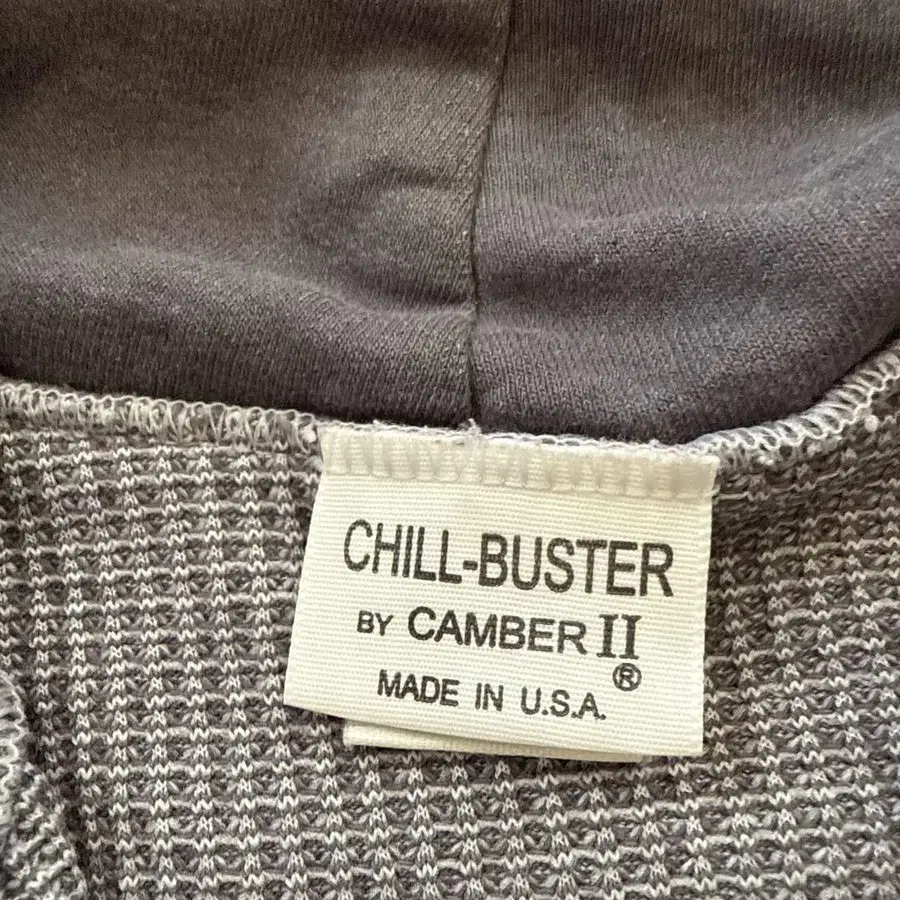 CHILL-BUSTER
BY CAMBER II ®
MADE IN U.S.A.